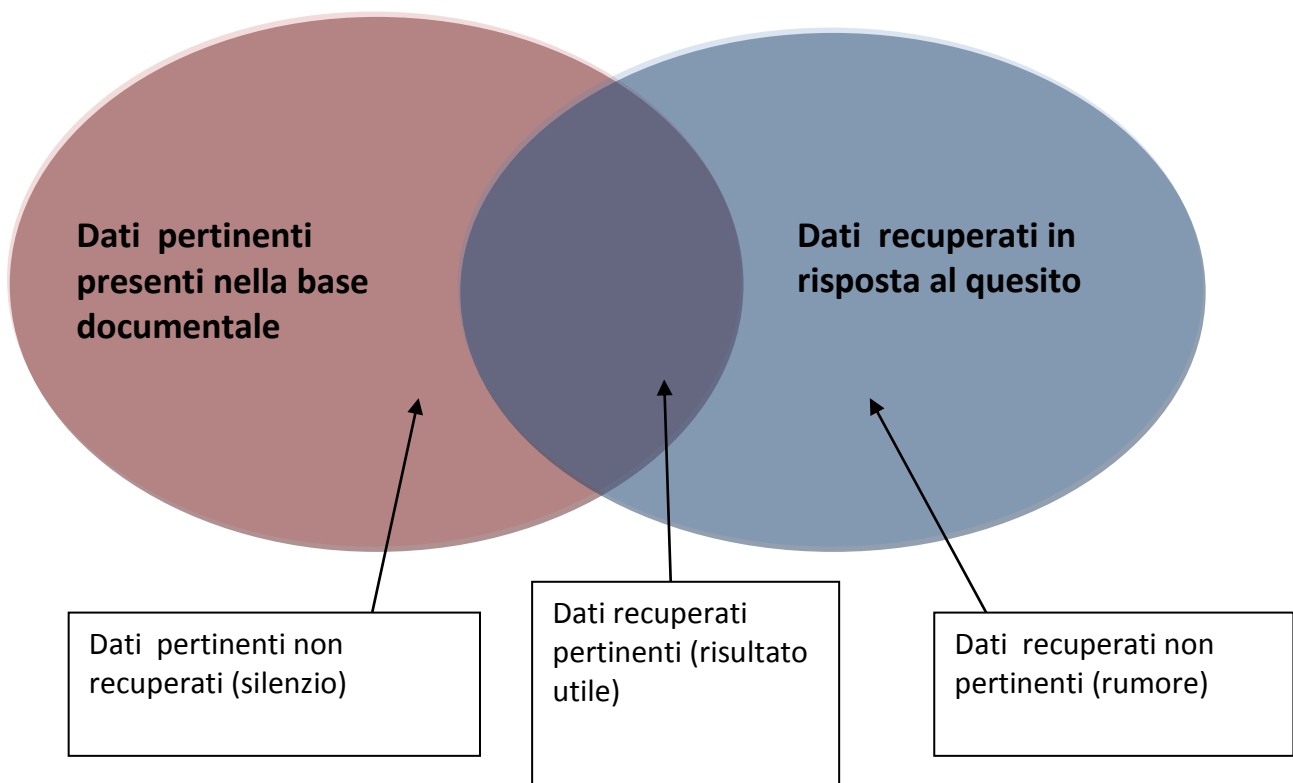 Dati pertinenti
presenti nella base
documentale
Dati recuperati in
risposta al quesito
Dati pertinenti non
recuperati (silenzio)
Dati recuperati
pertinenti (risultato
utile)
Dati recuperati non
pertinenti (rumore)